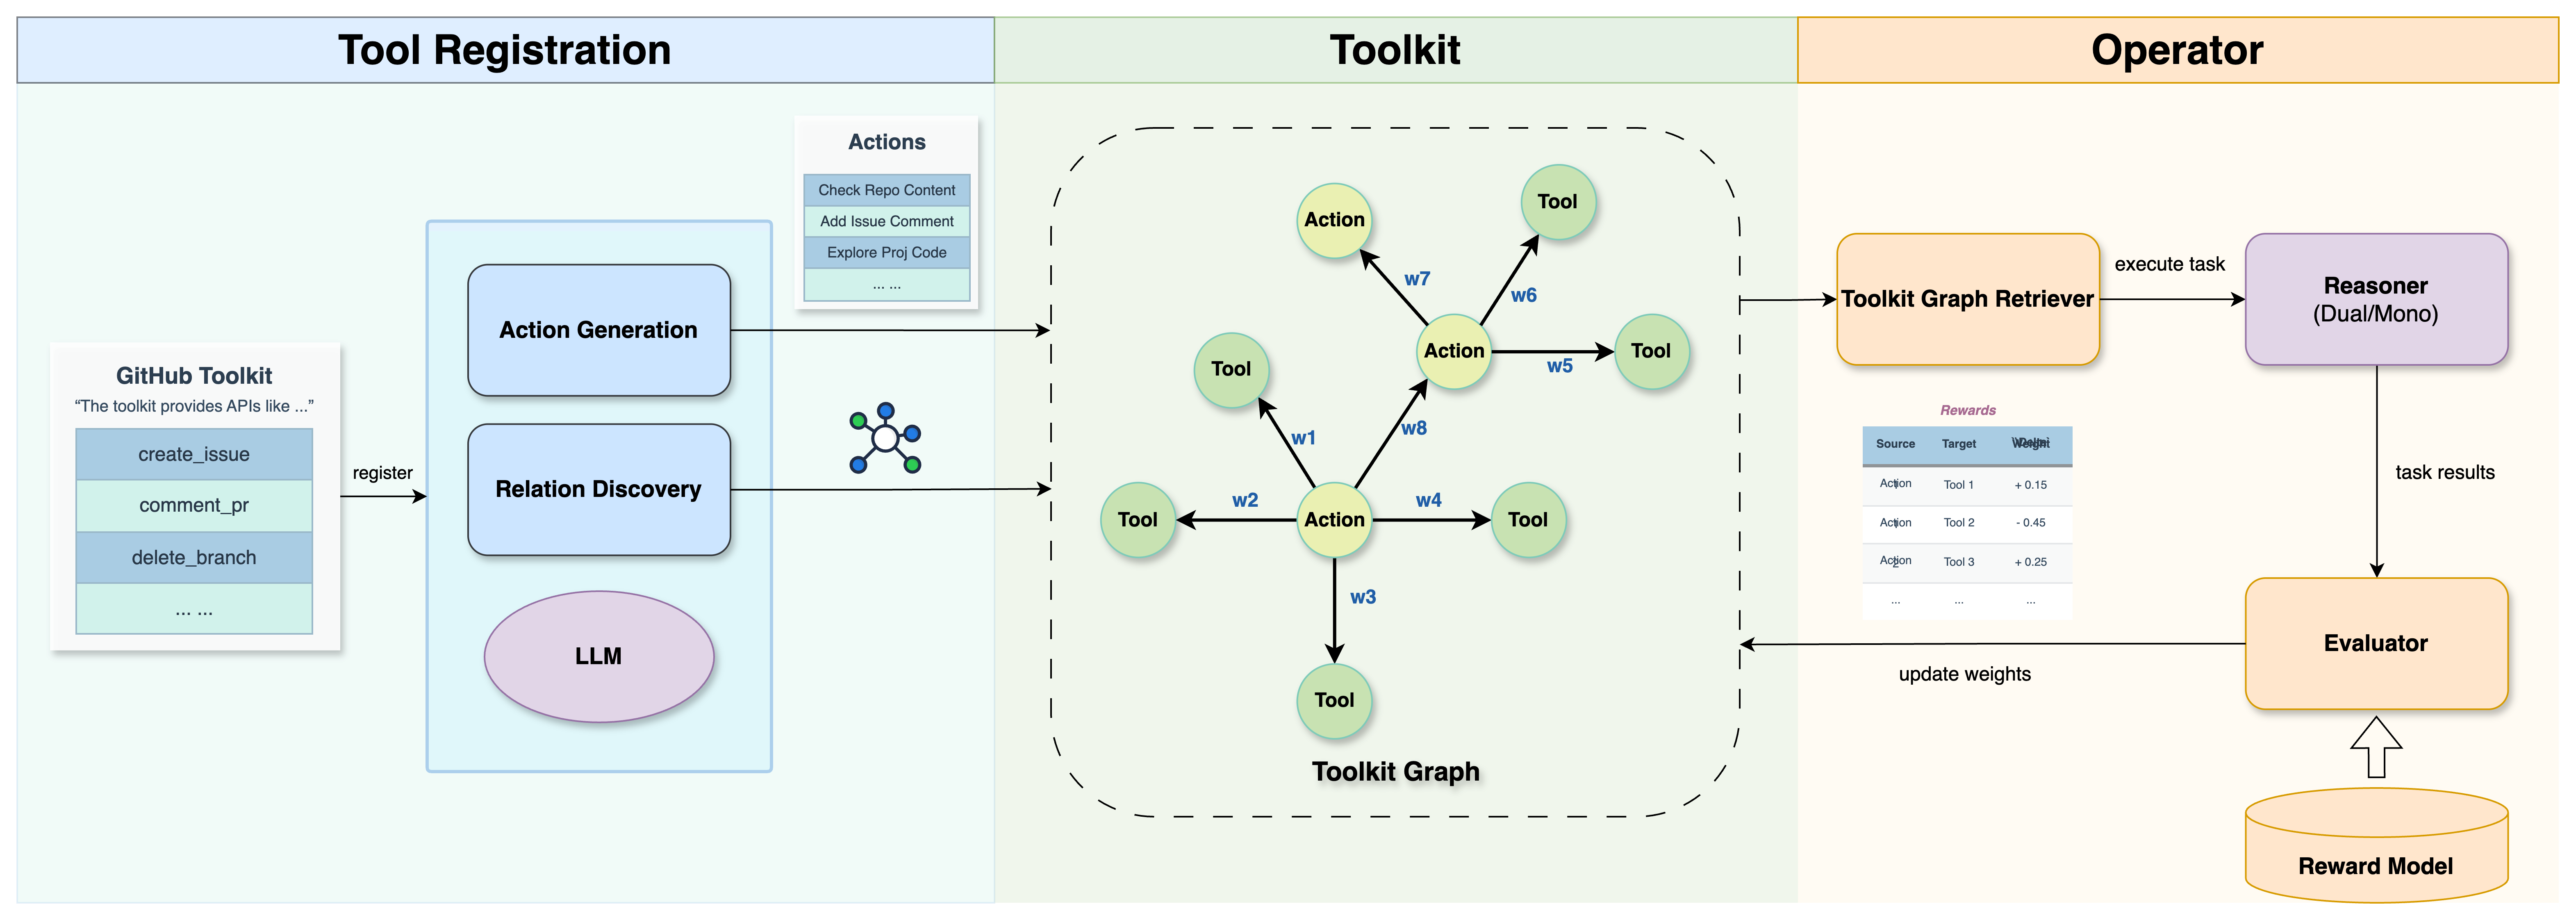 Tool Registration
Toolkit
Operator
GitHub Toolkit
“The toolkit provides APIs like ...”
create_issue
comment_pr
delete_branch
... ...
register
Action Generation
Relation Discovery
LLM
Actions
Check Repo Content
Add Issue Comment
Explore Proj Code
... ...
Action
Tool
w7
w6
Action
Tool
w5
Tool
w1
w8
Tool
w2
Action
w4
Tool
w3
Tool
Toolkit Graph
Toolkit Graph Retriever
execute task
Reasoner
(Dual/Mono)
task results
Rewards
Source Target Weight
Action Tool 1 + 0.15
Action Tool 2 - 0.45
Action Tool 3 + 0.25
... ... ...
update weights
Evaluator
Reward Model